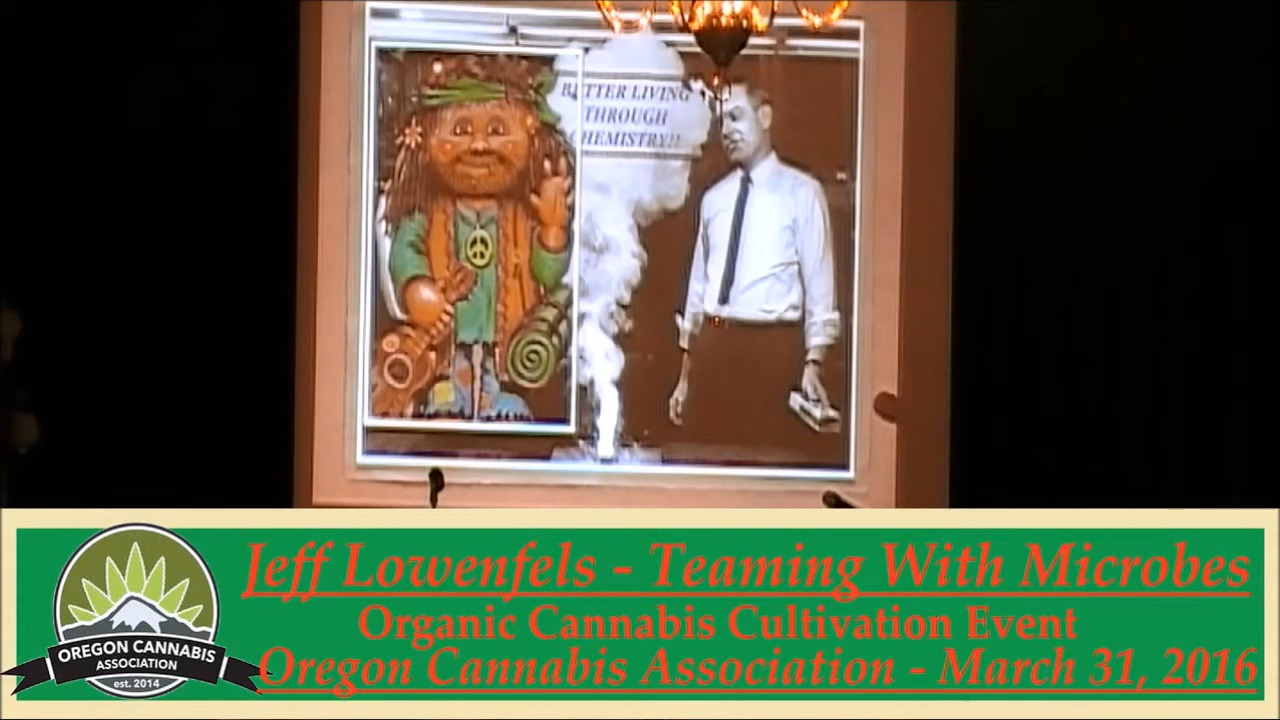 BETTER LIVING
THROUGH
CHEMISTRY!!
Jeff Lowenfels - Teaming With Microbes
Organic Cannabis Cultivation Event
Oregon Cannabis Association - March 31, 2016
OREGON CANNABIS
ASSOCIATION
est. 2014